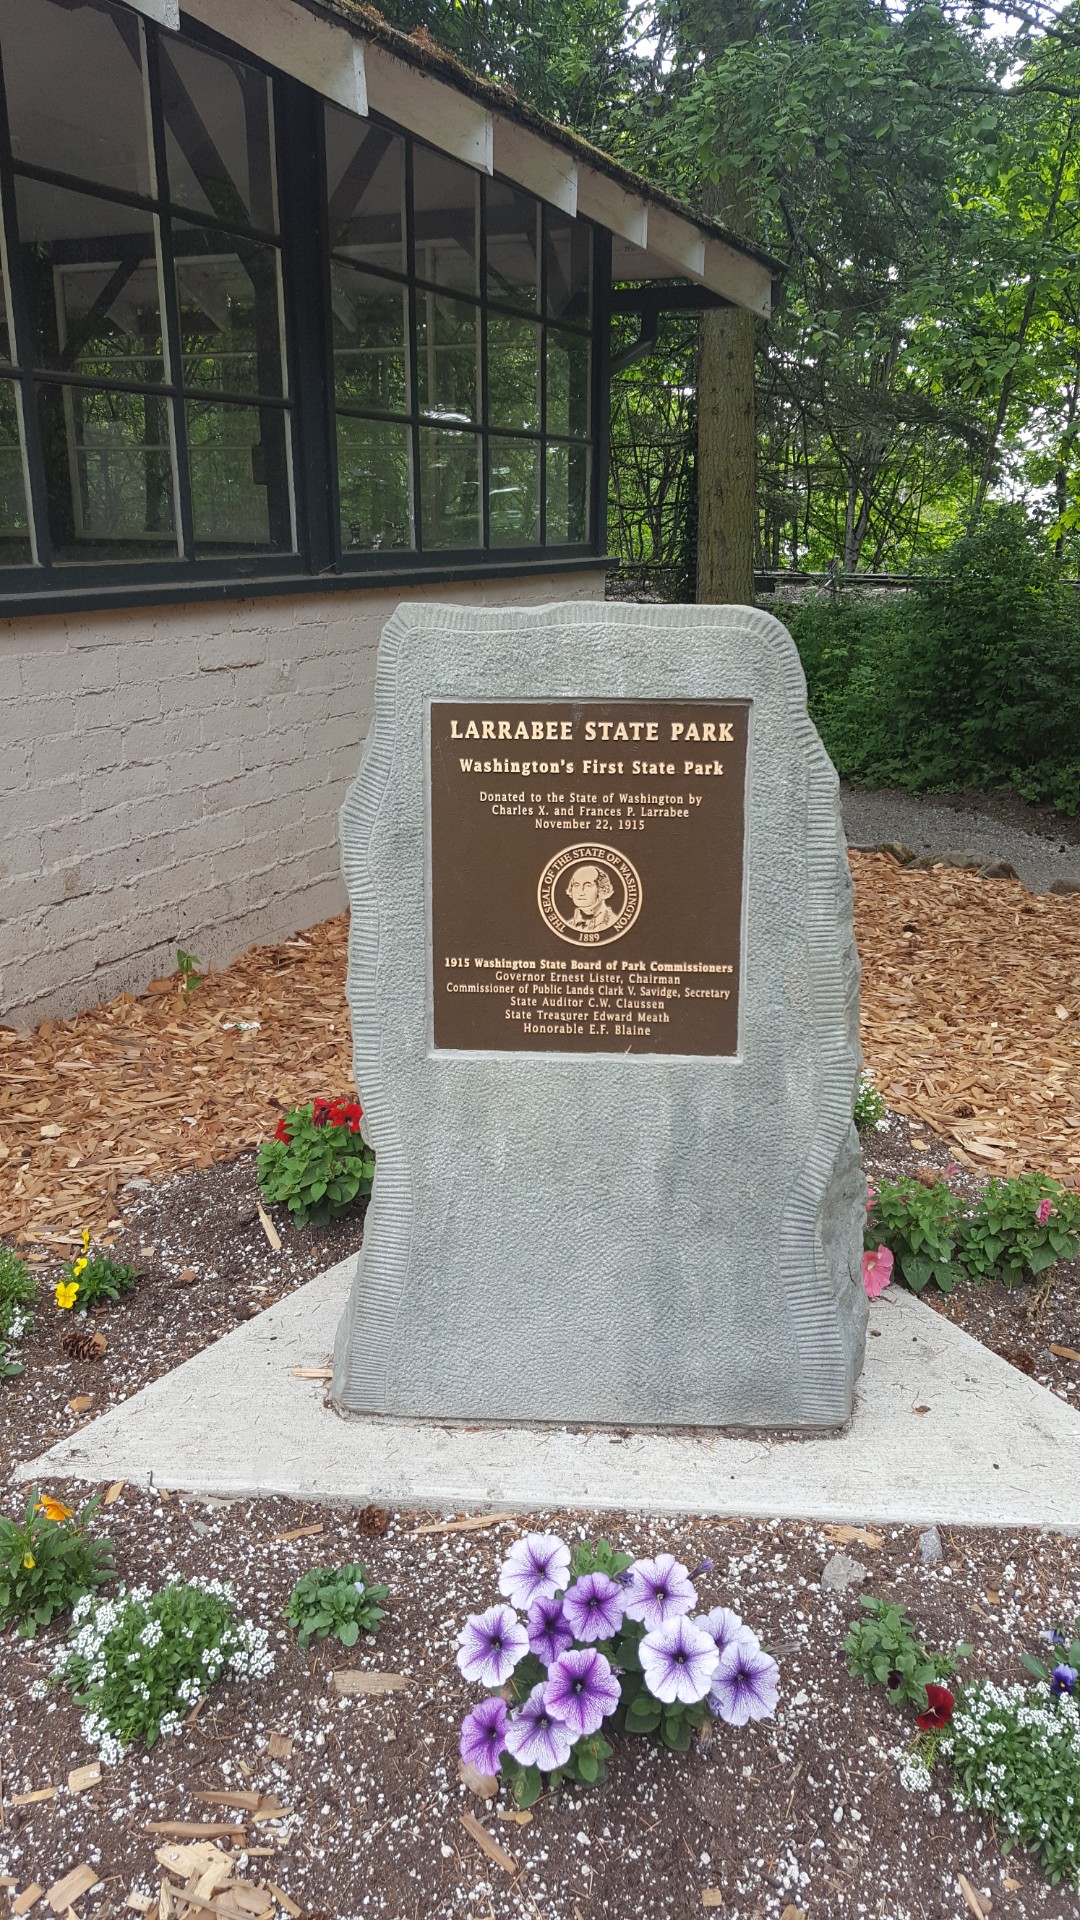 LARRABEE STATE PARK
Washington's First State Park
Donated to the State of Washington by
Charles X. and Frances P. Larrabee
November 22, 1915
THE SEAL OF THE STATE OF WASHINGTON
1889
1915 Washington State Board of Park Commissioners
Governor Ernest Lister, Chairman
Commissioner of Public Lands Clark V. Savidge, Secretary
State Auditor C.W. Claussen
State Treasurer Edward Meath
Honorable E.F. Blaine